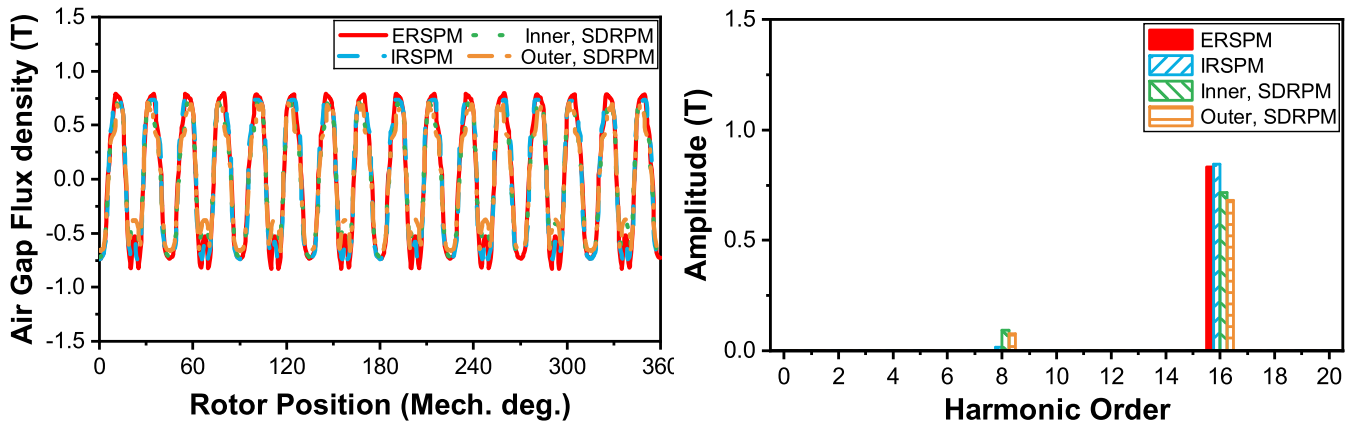 Air Gap Flux density (T)
1.5
1.0
0.5
0.0
-0.5
-1.0
-1.5
ERSPM
Inner, SDRPM
IRSPM
Outer, SDRPM
0 60 120 180 240 300 360
Rotor Position (Mech. deg.)
Amplitude (T)
1.5
1.0
0.5
0.0
ERSPM
IRSPM
Inner, SDRPM
Outer, SDRPM
0 2 4 6 8 10 12 14 16 18 20
Harmonic Order